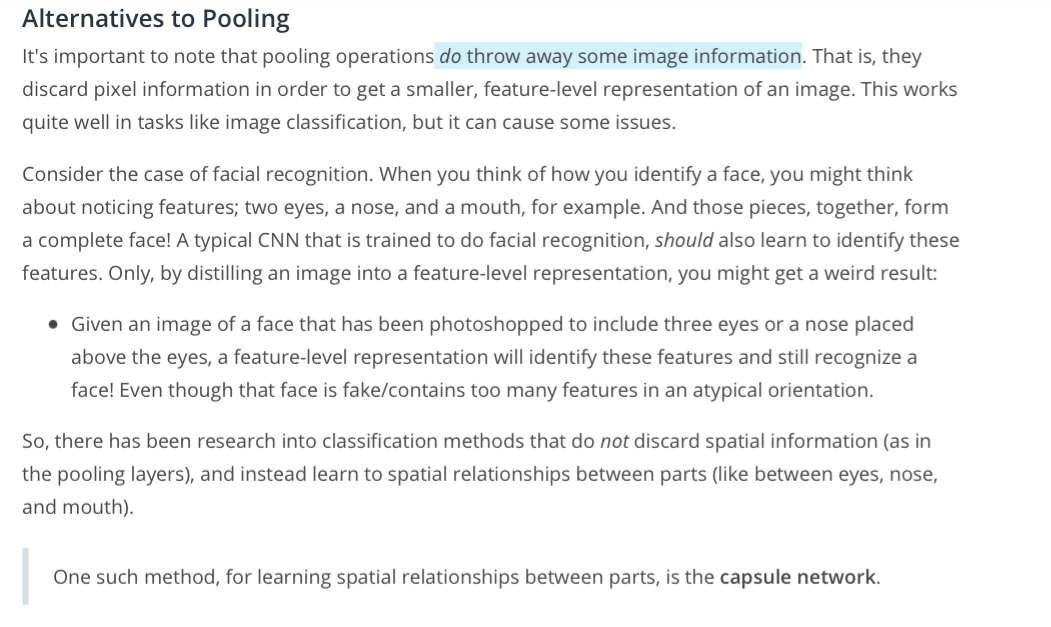 Alternatives to Pooling
It's important to note that pooling operations do throw away some image information. That is, they
discard pixel information in order to get a smaller, feature-level representation of an image. This works
quite well in tasks like image classification, but it can cause some issues.
Consider the case of facial recognition. When you think of how you identify a face, you might think
about noticing features; two eyes, a nose, and a mouth, for example. And those pieces, together, form
a complete face! A typical CNN that is trained to do facial recognition, should also learn to identify these
features. Only, by distilling an image into a feature-level representation, you might get a weird result:
● Given an image of a face that has been photoshopped to include three eyes or a nose placed
above the eyes, a feature-level representation will identify these features and still recognize a
face! Even though that face is fake/contains too many features in an atypical orientation.
So, there has been research into classification methods that do not discard spatial information (as in
the pooling layers), and instead learn to spatial relationships between parts (like between eyes, nose,
and mouth).
One such method, for learning spatial relationships between parts, is the capsule network.